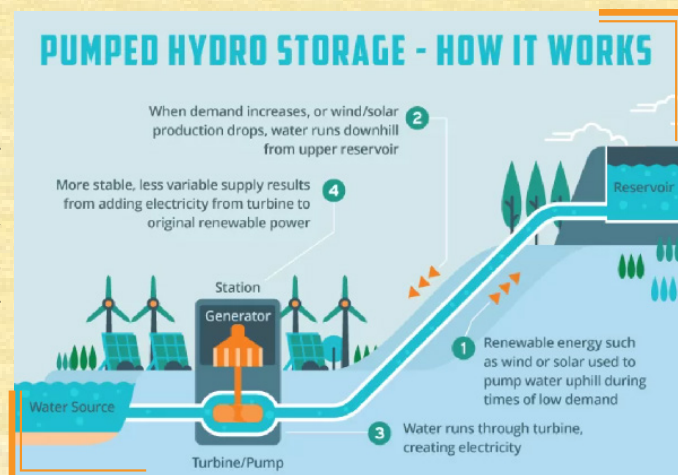 PUMPED HYDRO STORAGE - HOW IT WORKS
When demand increases, or wind/solar
production drops, water runs downhill
from upper reservoir
2
More stable, less variable supply results
from adding electricity from turbine to
original renewable power
4
Reservoir
Station
Generator
1
Renewable energy such
as wind or solar used to
pump water uphill during
times of low demand
Water Source
3
Water runs through turbine,
creating electricity
Turbine/Pump